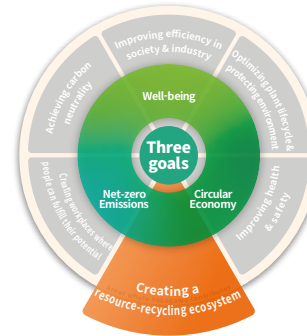 Improving efficiency in
society & industry
Optimizing plant lifecycle &
protecting environment
Achieving carbon
neutrality
Well-being
Three
goals
Net-zero
Emissions
Circular
Economy
Creating workplaces where
people can fulfill their potential
Improving health
& safety
Creating a
resource-recycling ecosystem